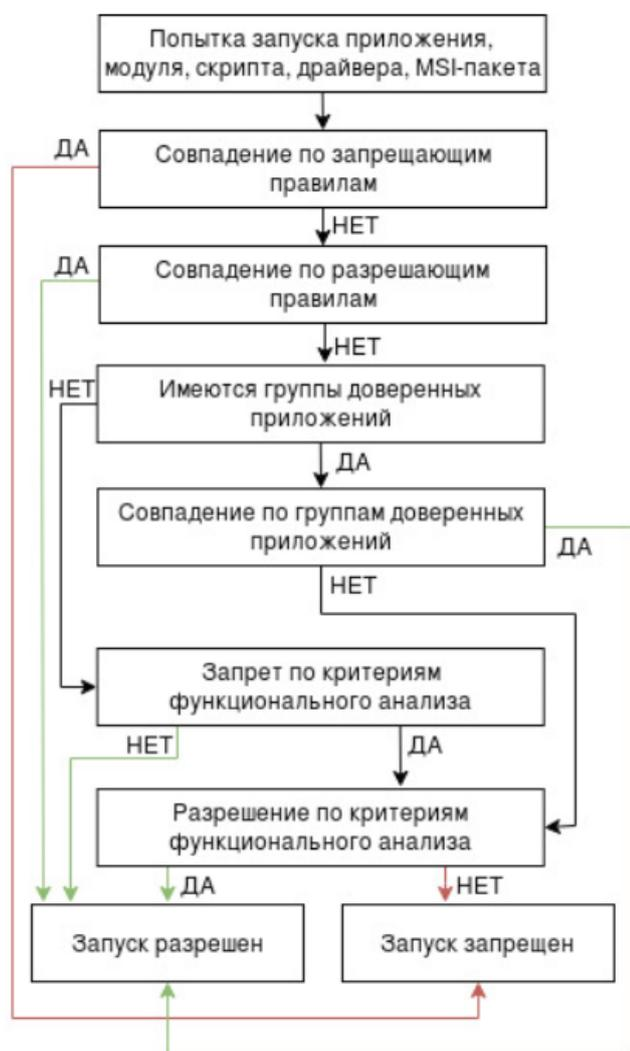 Попытка запуска приложения,
модуля, скрипта, драйвера, MSI-пакета
ДА
Совпадение по запрещающим
правилам
НЕТ
ДА
Совпадение по разрешающим
правилам
НЕТ
НЕТ
Имеются группы доверенных
приложений
ДА
Совпадение по группам доверенных
приложений
ДА
НЕТ
Запрет по критериям
функционального анализа
НЕТ
ДА
Разрешение по критериям
функционального анализа
ДА
НЕТ
Запуск разрешен
Запуск запрещен